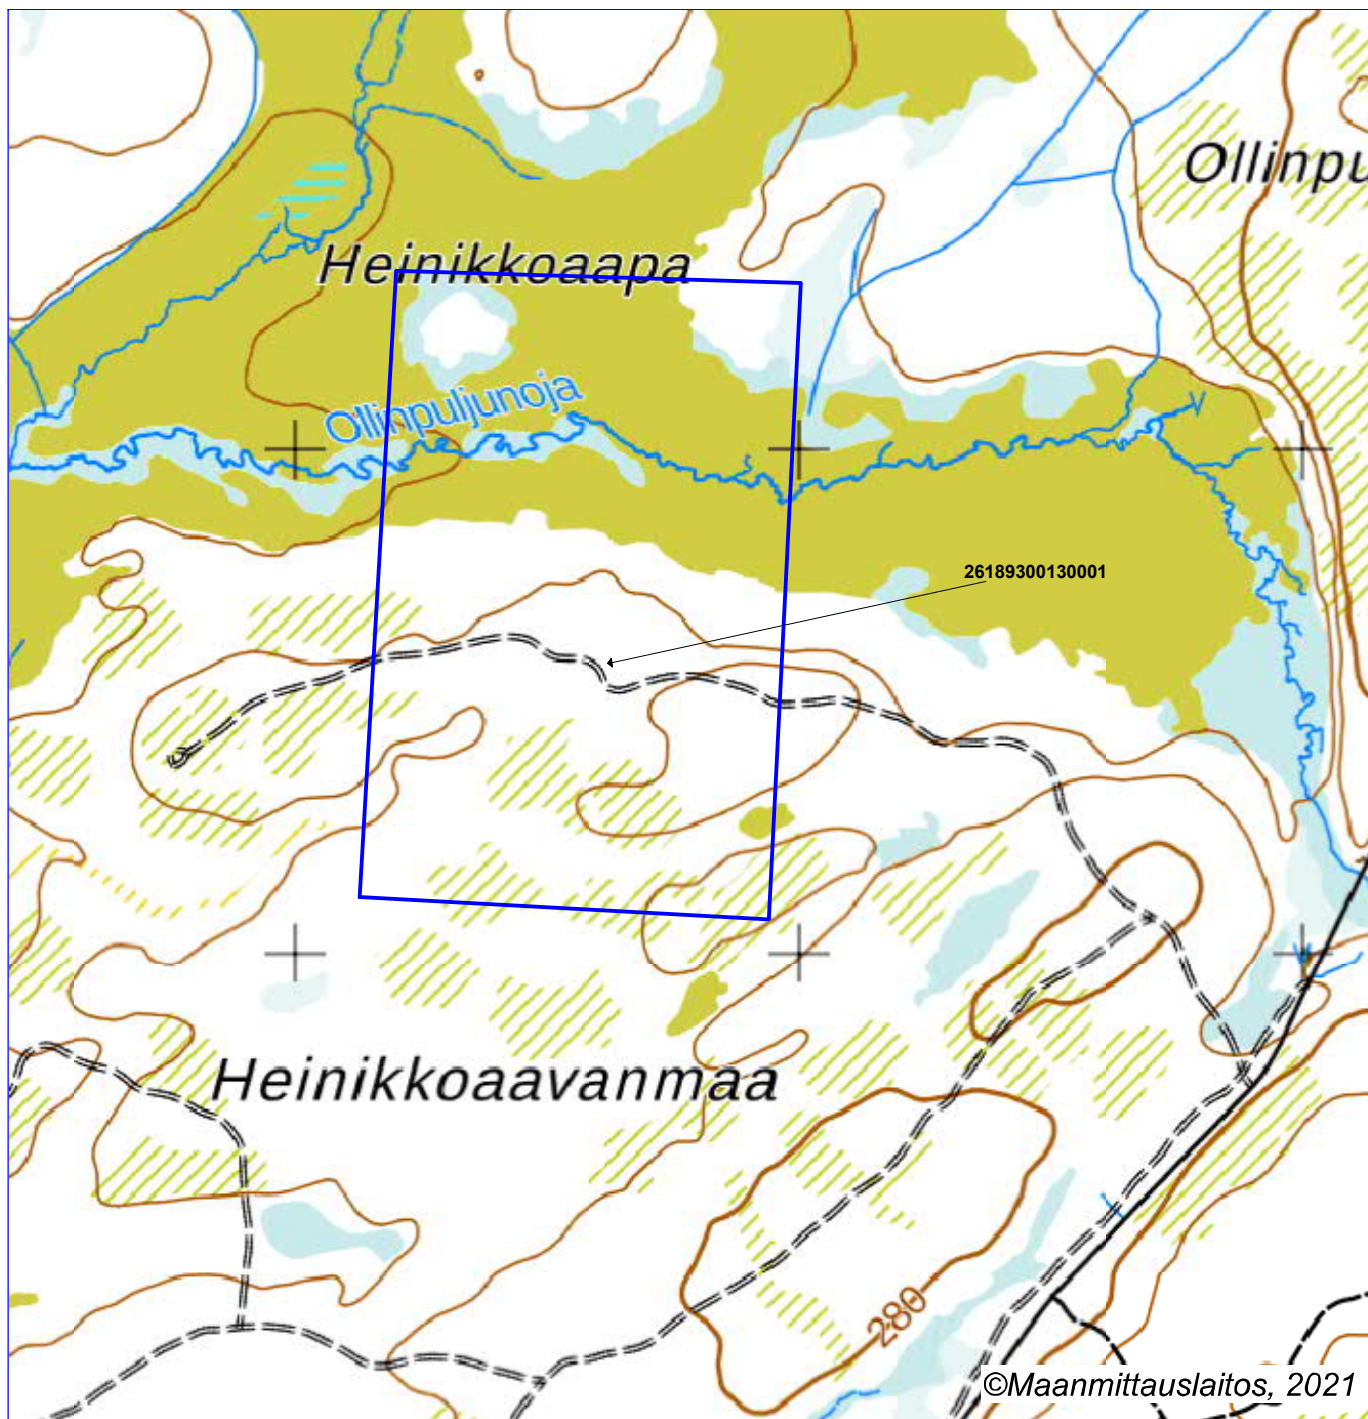 Ollinpu
Heinikkoaapa
Ollinpuljunoja
26189300130001
Heinikkoaavanmaa
280
©Maanmittauslaitos, 2021